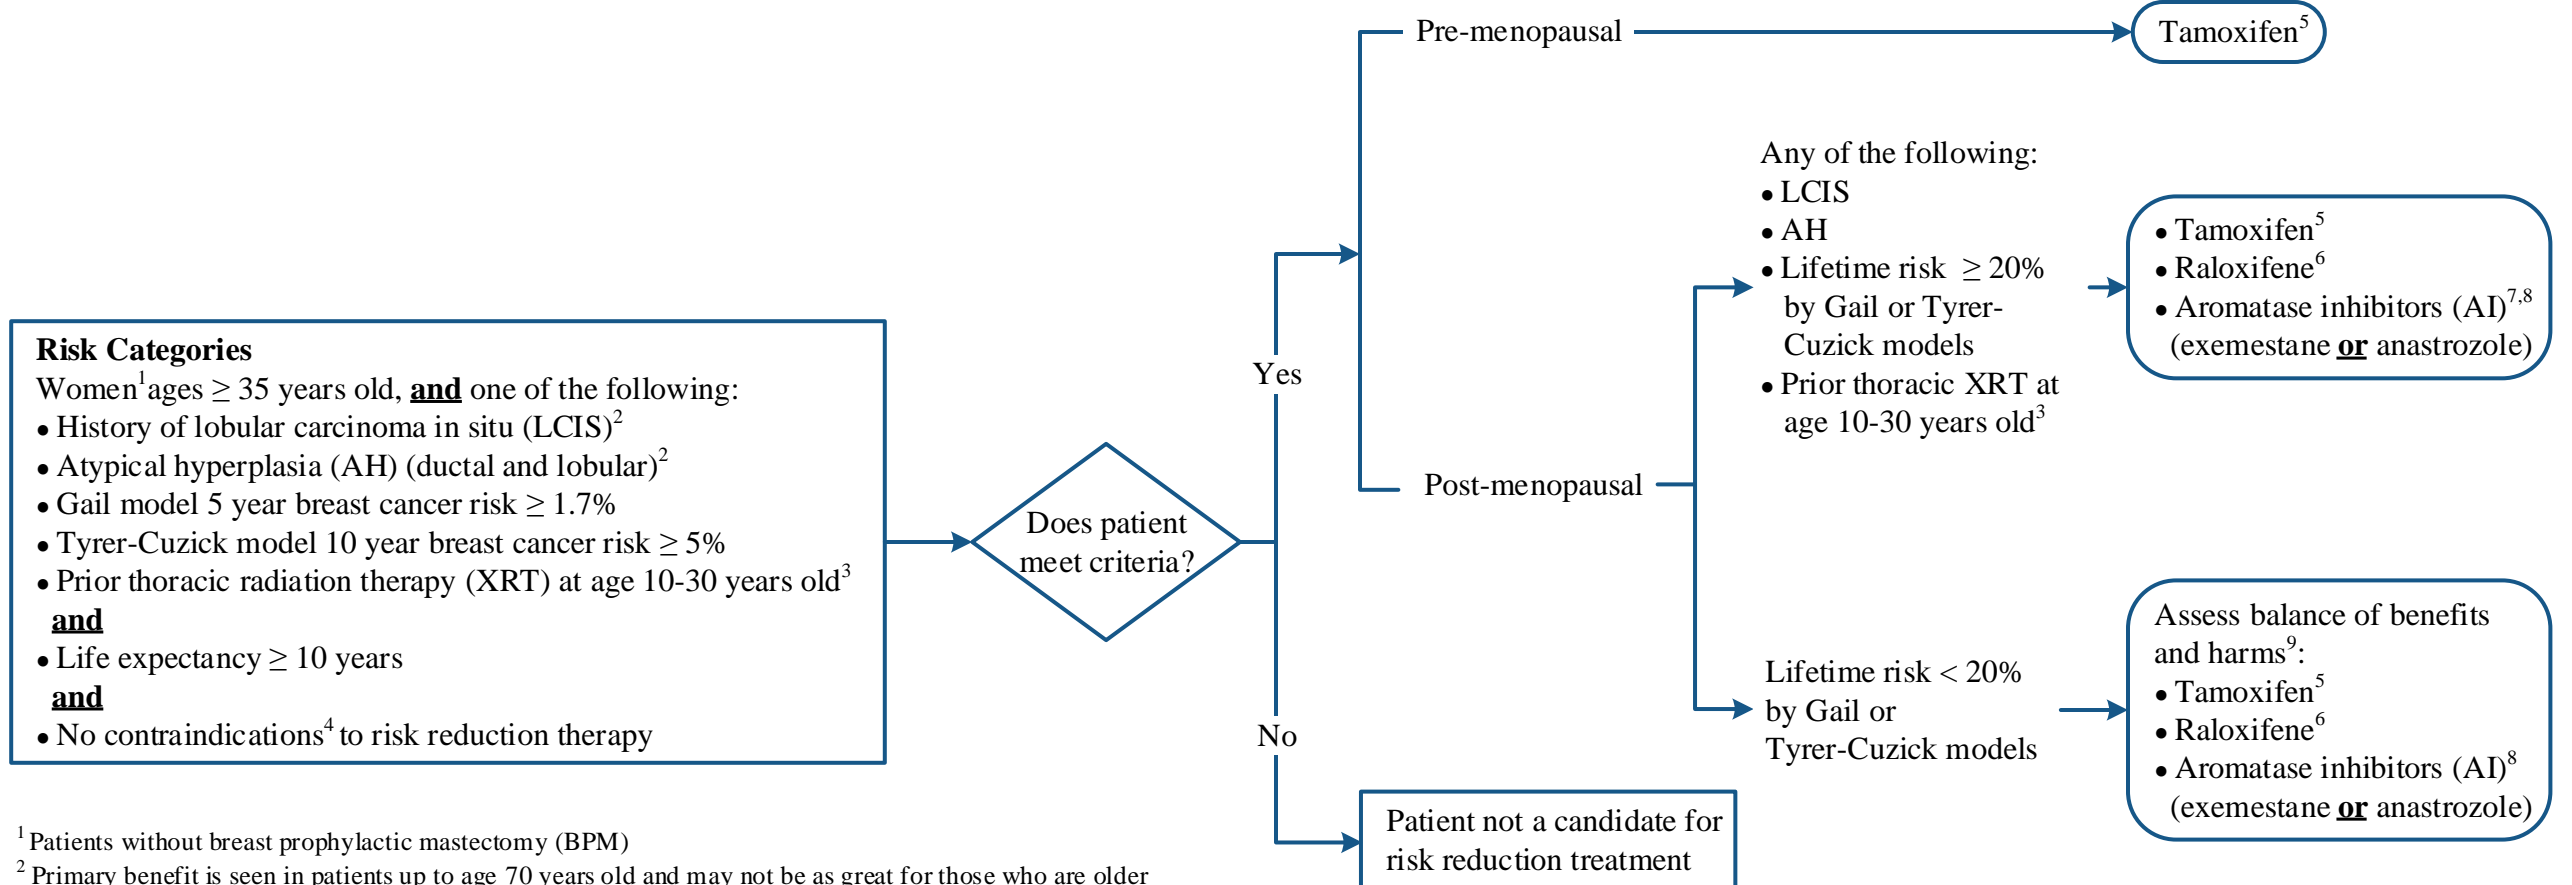 Risk Categories
Women¹ages ≥ 35 years old, and one of the following:
● History of lobular carcinoma in situ (LCIS)²
● Atypical hyperplasia (AH) (ductal and lobular)²
● Gail model 5 year breast cancer risk ≥ 1.7%
● Tyrer-Cuzick model 10 year breast cancer risk ≥ 5%
● Prior thoracic radiation therapy (XRT) at age 10-30 years old³
and
● Life expectancy ≥ 10 years
and
● No contraindications⁴ to risk reduction therapy
Does patient
meet criteria?
Yes
No
Pre-menopausal
Tamoxifen⁵
Post-menopausal
Any of the following:
● LCIS
● AH
● Lifetime risk ≥ 20%
by Gail or Tyrer-
Cuzick models
● Prior thoracic XRT at
age 10-30 years old³
● Tamoxifen⁵
● Raloxifene⁶
● Aromatase inhibitors (AI)⁷,⁸
(exemestane or anastrozole)
Lifetime risk < 20%
by Gail or
Tyrer-Cuzick models
Assess balance of benefits
and harms⁹:
● Tamoxifen⁵
● Raloxifene⁶
● Aromatase inhibitors (AI)⁸
(exemestane or anastrozole)
Patient not a candidate for
risk reduction treatment
¹ Patients without breast prophylactic mastectomy (BPM)
² Primary benefit is seen in patients up to age 70 years old and may not be as great for those who are older